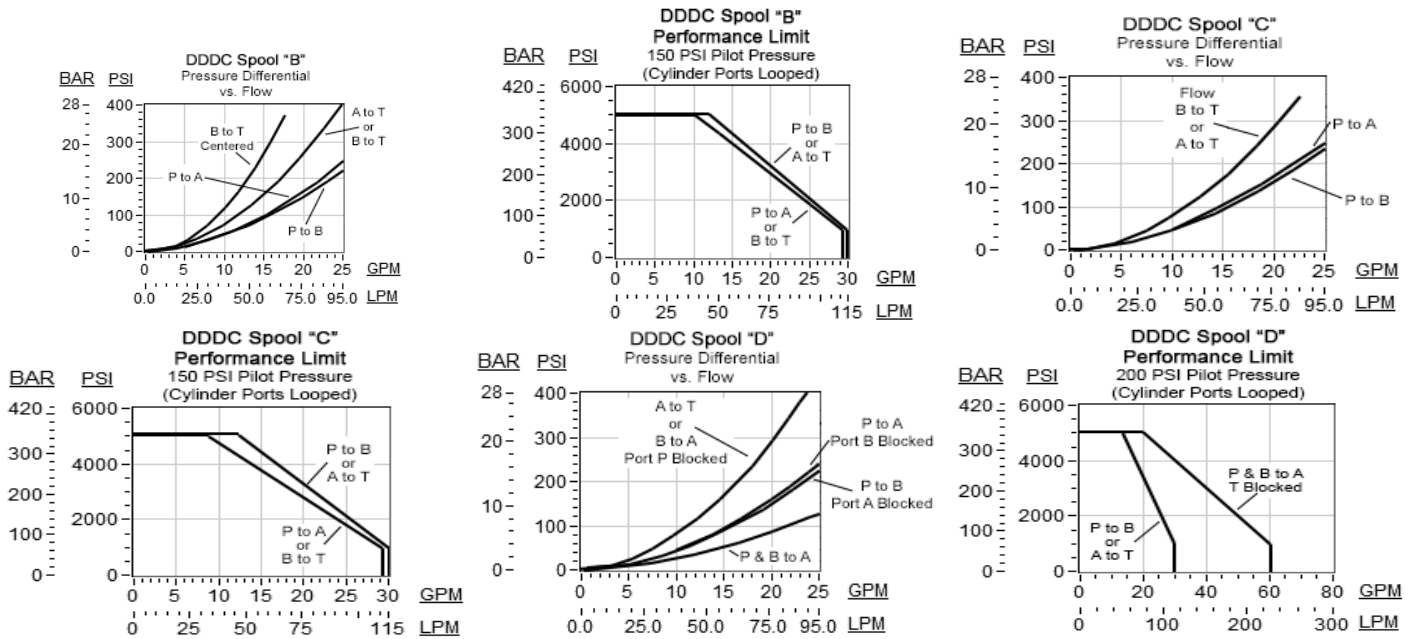 DDDC Spool "B"
Pressure Differential
vs. Flow
BAR PSI
28 400
300
20
200
10
100
0 0
B to T
Centered
A to T
or
B to T
P to A
P to B
0 5 10 15 20 25 GPM
0.0 25.0 50.0 75.0 95.0 LPM
DDDC Spool "B"
Performance Limit
150 PSI Pilot Pressure
(Cylinder Ports Looped)
BAR PSI
420 6000
300
4000
200
2000
100
0 0
P to B
or
A to T
P to A
or
B to T
0 5 10 15 20 25 30 GPM
0 25 50 75 115 LPM
DDDC Spool "C"
Pressure Differential
vs. Flow
BAR PSI
28 400
300
20
200
10
100
0 0
Flow
B to T
or
A to T
P to A
P to B
0 5 10 15 20 25 GPM
0.0 25.0 50.0 75.0 95.0 LPM
DDDC Spool "C"
Performance Limit
150 PSI Pilot Pressure
(Cylinder Ports Looped)
BAR PSI
420 6000
300
4000
200
2000
100
0 0
P to B
or
A to T
P to A
or
B to T
0 5 10 15 20 25 30 GPM
0 25 50 75 115 LPM
DDDC Spool "D"
Pressure Differential
vs. Flow
BAR PSI
28 400
20 300
200
10
100
0 0
A to T
or
B to A
Port P Blocked
P to A
Port B Blocked
P to B
Port A Blocked
P & B to A
0 5 10 15 20 25 GPM
0.0 25.0 50.0 75.0 95.0 LPM
DDDC Spool "D"
Performance Limit
200 PSI Pilot Pressure
(Cylinder Ports Looped)
BAR PSI
420 6000
300
4000
200
2000
100
0 0
P & B to A
T Blocked
P to B
or
A to T
0 20 40 60 80 GPM
0 100 200 300 LPM